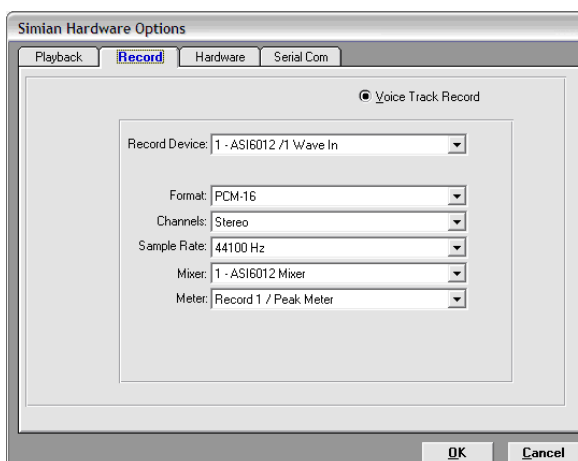 Simian Hardware Options
Playback Record Hardware Serial Com
Voice Track Record
Record Device: 1 - ASI6012 /1 Wave In
Format: PCM-16
Channels: Stereo
Sample Rate: 44100 Hz
Mixer: 1 - ASI6012 Mixer
Meter: Record 1 / Peak Meter
OK Cancel